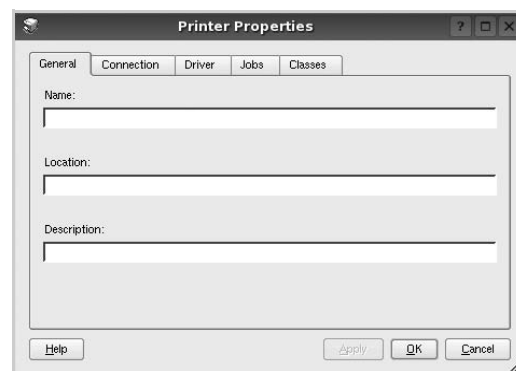 Printer Properties
General Connection Driver Jobs Classes
Name:
Location:
Description:
Help Apply OK Cancel